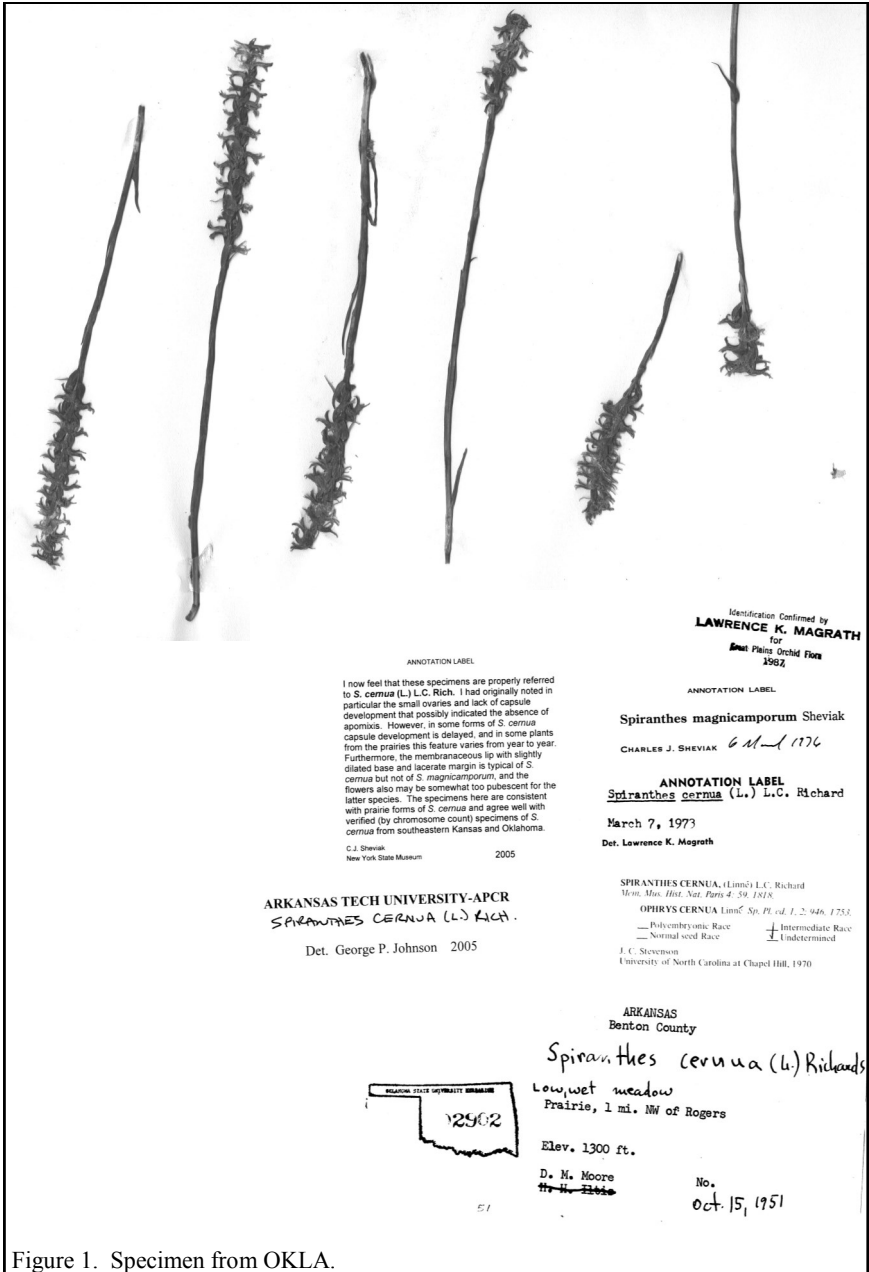 Identification Confirmed by
LAWRENCE K. MAGRATH
for
Great Plains Orchid Flora
1987
ANNOTATION LABEL
I now feel that these specimens are properly referred
to S. cernua (L.) L.C. Rich. I had originally noted in
particular the small ovaries and lack of capsule
development that possibly indicated the absence of
apomixis. However, in some forms of S. cernua
capsule development is delayed, and in some plants
from the prairies this feature varies from year to year.
Furthermore, the membranaceous lip with slightly
dilated base and lacerate margin is typical of S.
cernua but not of S. magnicamporum, and the
flowers also may be somewhat too pubescent for the
latter species. The specimens here are consistent
with prairie forms of S. cernua and agree well with
verified (by chromosome count) specimens of S.
cernua from southeastern Kansas and Oklahoma.
C.J. Sheviak
New York State Museum 2005
ANNOTATION LABEL
Spiranthes magnicamporum Sheviak
CHARLES J. SHEVIAK 6 1976
ANNOTATION LABEL
Spiranthes cernua (L.) L.C. Richard
March 7, 1973
Det. Lawrence K. Magrath
ARKANSAS TECH UNIVERSITY-APCR
SPIRANTHES CERNUA (L.) RICH.
Det. George P. Johnson 2005
SPIRANTHES CERNUA, (Linné) L.C. Richard
Mem. Mus. Hist. Nat. Paris 4: 59. 1818.
OPHRYS CERNUA Linné Sp. Pl. ed. 1, 2: 946. 1753.
Polyembryonic Race Intermediate Race
Normal seed Race Undetermined
J. C. Stevenson
University of North Carolina at Chapel Hill, 1970
ARKANSAS
Benton County
Spiranthes cernua (L.) Richards
Low, wet meadow
Prairie, 1 mi. NW of Rogers
Elev. 1300 ft.
D. M. Moore No.
H. H. Iltis
Oct. 15, 1951
OKLAHOMA STATE UNIVERSITY HERBARIUM
2902
51
Figure 1. Specimen from OKLA.